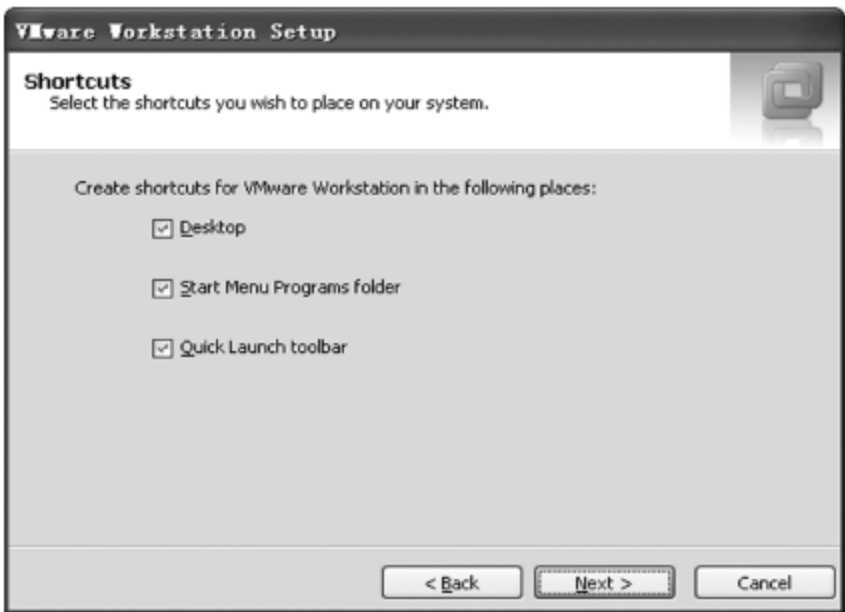 VMware Workstation Setup
Shortcuts
Select the shortcuts you wish to place on your system.
Create shortcuts for VMware Workstation in the following places:
Desktop
Start Menu Programs folder
Quick Launch toolbar
< Back
Next >
Cancel